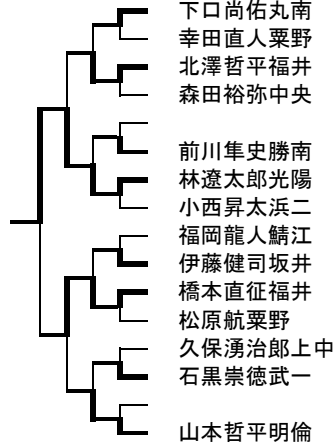 下口尚佑丸南
幸田直人粟野
北澤哲平福井
森田裕弥中央
前川隼史勝南
林遼太郎光陽
小西昇太浜二
福岡龍人鯖江
伊藤健司坂井
橋本直征福井
松原航粟野
久保湧治郎上中
石黒崇徳武一
山本哲平明倫